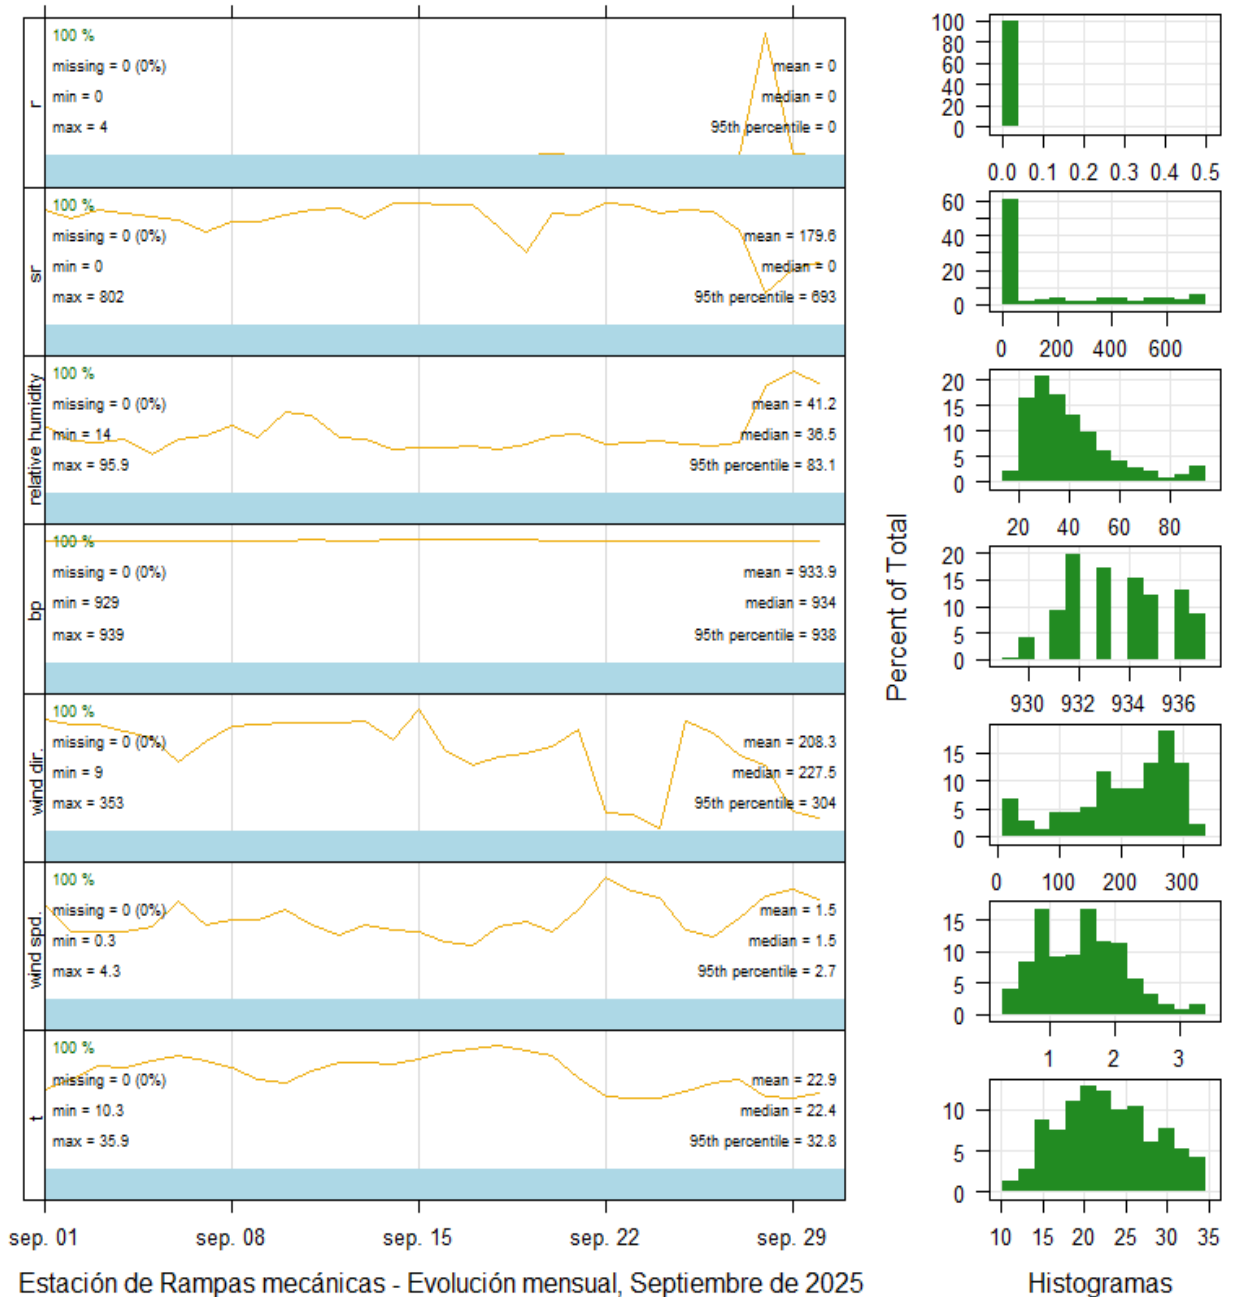 r
100 %
missing = 0 (0%)
min = 0
max = 4
mean = 0
median = 0
95th percentile = 0
sr
100 %
missing = 0 (0%)
min = 0
max = 802
mean = 179.6
median = 0
95th percentile = 693
relative humidity
100 %
missing = 0 (0%)
min = 14
max = 95.9
mean = 41.2
median = 36.5
95th percentile = 83.1
bp
100 %
missing = 0 (0%)
min = 929
max = 939
mean = 933.9
median = 934
95th percentile = 938
wind dir.
100 %
missing = 0 (0%)
min = 9
max = 353
mean = 208.3
median = 227.5
95th percentile = 304
wind spd.
100 %
missing = 0 (0%)
min = 0.3
max = 4.3
mean = 1.5
median = 1.5
95th percentile = 2.7
t
100 %
missing = 0 (0%)
min = 10.3
max = 35.9
mean = 22.9
median = 22.4
95th percentile = 32.8
sep. 01 sep. 08 sep. 15 sep. 22 sep. 29
Estación de Rampas mecánicas - Evolución mensual, Septiembre de 2025
Percent of Total
100
80
60
40
20
0
0.0 0.1 0.2 0.3 0.4 0.5
60
40
20
0
0 200 400 600
20
15
10
5
0
20 40 60 80
20
15
10
5
0
930 932 934 936
15
10
5
0
0 100 200 300
15
10
5
0
1 2 3
10
5
0
10 15 20 25 30 35
Histogramas